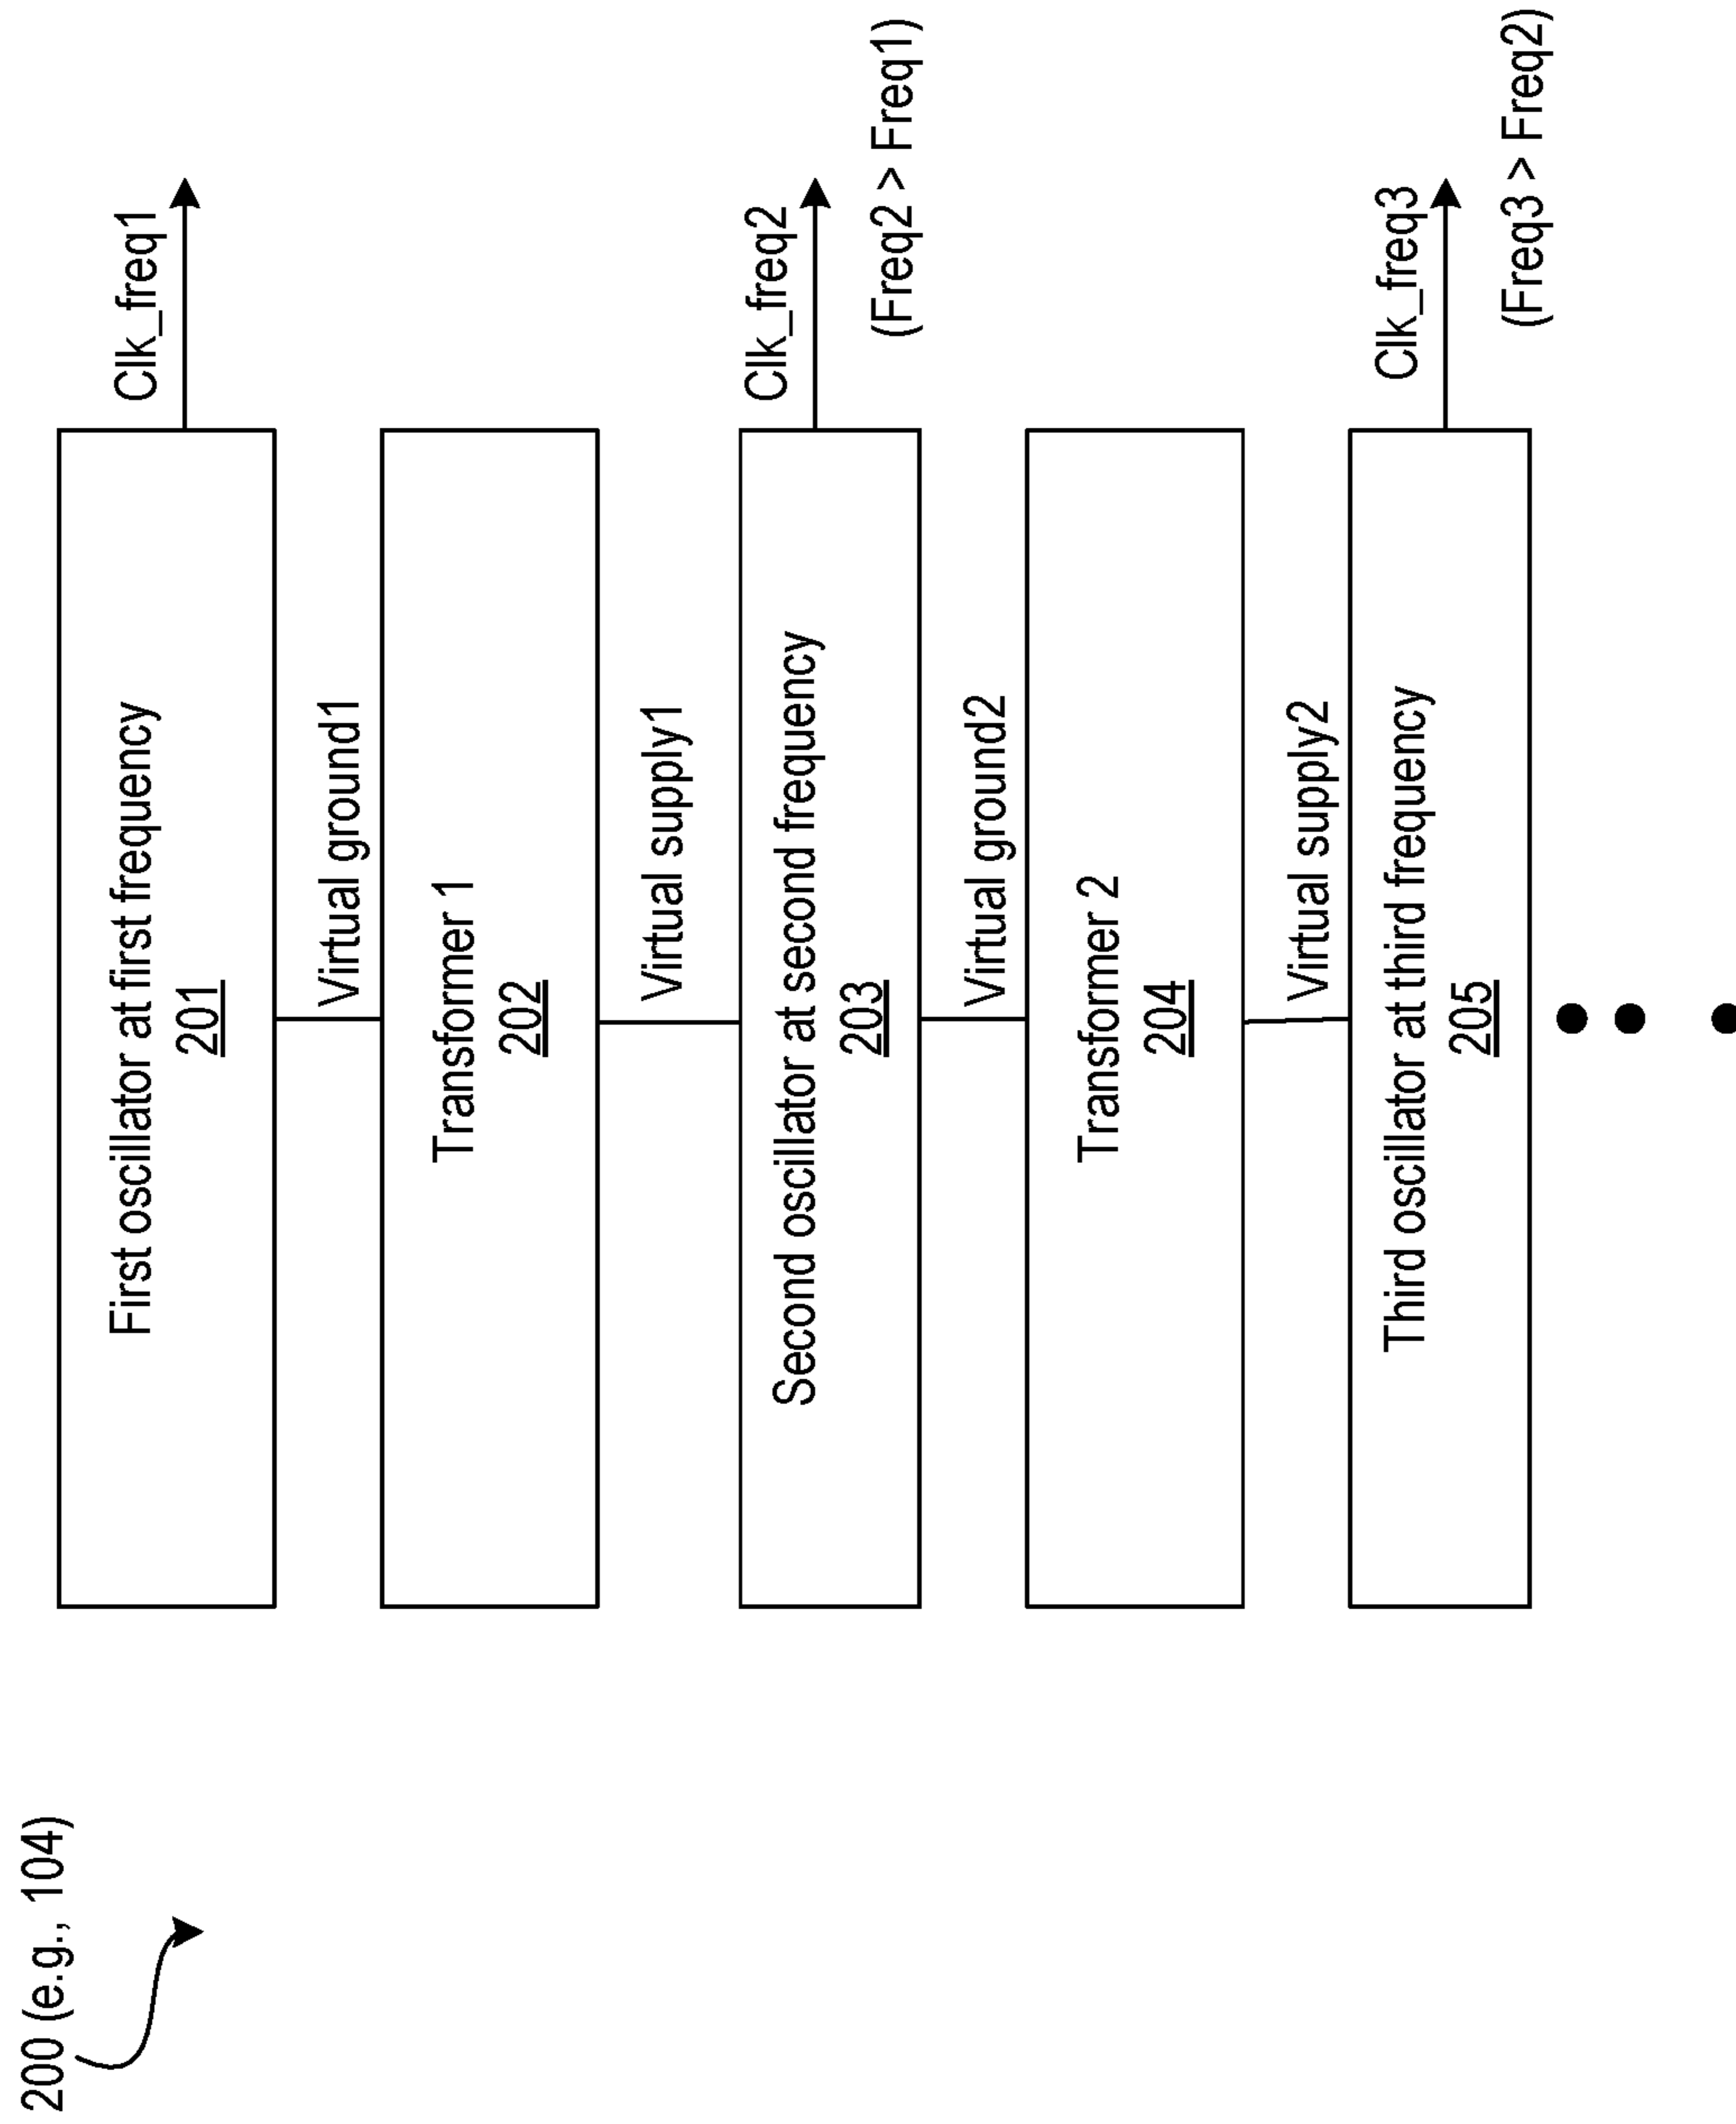 200 (e.g., 104)
First oscillator at first frequency
201
Clk_freq1
Virtual ground1
Transformer 1
202
Virtual supply1
Second oscillator at second frequency
203
Clk_freq2
(Freq2 > Freq1)
Virtual ground2
Transformer 2
204
Virtual supply2
Third oscillator at third frequency
205
Clk_freq3
(Freq3 > Freq2)